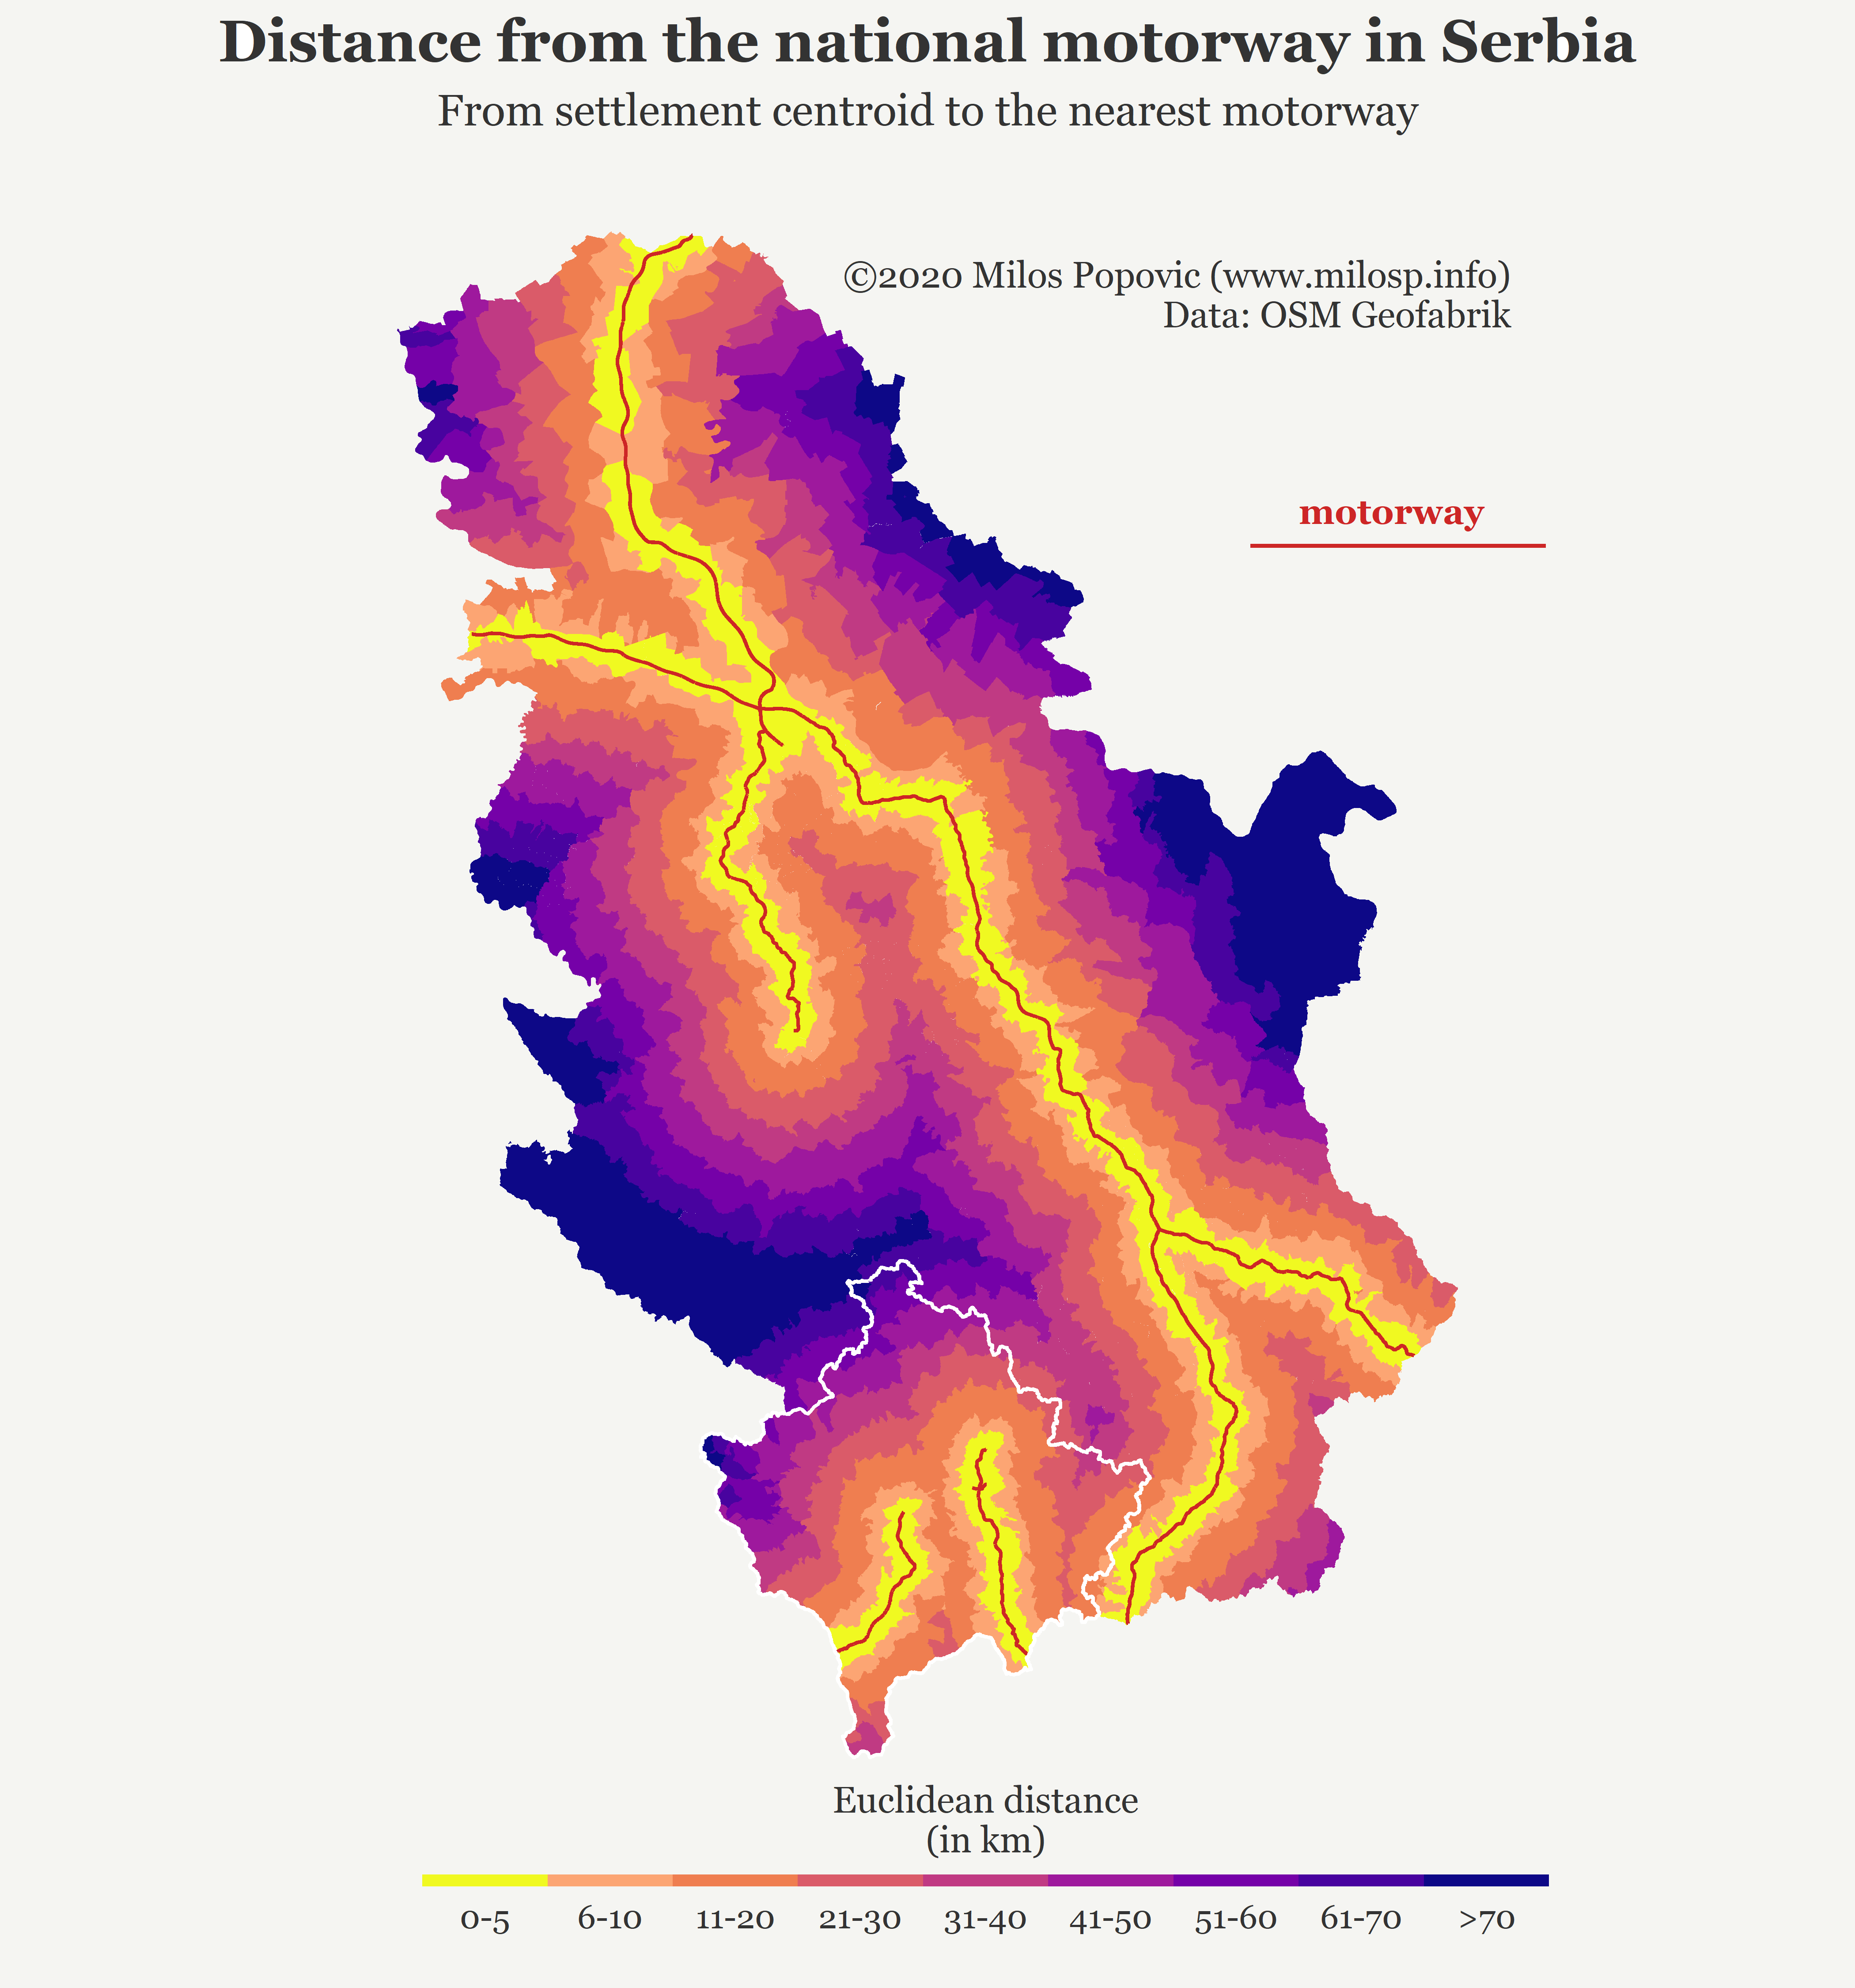 Distance from the national motorway in Serbia
From settlement centroid to the nearest motorway
©2020 Milos Popovic (www.milosp.info)
Data: OSM Geofabrik
motorway
Euclidean distance
(in km)
0-5 6-10 11-20 21-30 31-40 41-50 51-60 61-70 >70